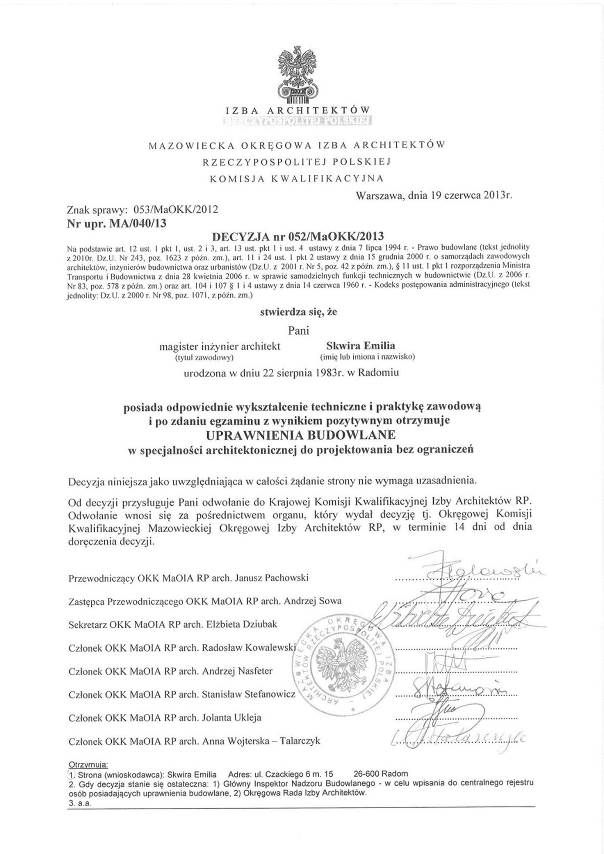 IZBA ARCHITEKTÓW
RZECZYPOSPOLITEJ POLSKIEJ
MAZOWIECKA OKRĘGOWA IZBA ARCHITEKTÓW
RZECZYPOSPOLITEJ POLSKIEJ
KOMISJA KWALIFIKACYJNA
Warszawa, dnia 19 czerwca 2013r.
Znak sprawy: 053/MaOKK/2012
Nr upr. MA/040/13
DECYZJA nr 052/MaOKK/2013
Na podstawie art. 12 ust. 1 pkt 1, ust. 2 i 3, art. 13 ust. pkt 1 i ust. 4 ustawy z dnia 7 lipca 1994 r. - Prawo budowlane (tekst jednolity
z 2010r. Dz.U. Nr 243, poz. 1623 z późn. zm.), art. 11 i 24 ust. 1 pkt 2 ustawy z dnia 15 grudnia 2000 r. o samorządach zawodowych
architektów, inżynierów budownictwa oraz urbanistów (Dz.U. z 2001 r. Nr 5, poz. 42 z późn. zm.), § 11 ust. 1 pkt 1 rozporządzenia Ministra
Transportu i Budownictwa z dnia 28 kwietnia 2006 r. w sprawie samodzielnych funkcji technicznych w budownictwie (Dz.U. z 2006 r.
Nr 83, poz. 578 z późn. zm.) oraz art. 104 i 107 § 1 i 4 ustawy z dnia 14 czerwca 1960 r. - Kodeks postępowania administracyjnego (tekst
jednolity: Dz.U. z 2000 r. Nr 98, poz. 1071, z późn. zm.)
stwierdza się, że
Pani
magister inżynier architekt Skwira Emilia
(tytuł zawodowy) (imię lub imiona i nazwisko)
urodzona w dniu 22 sierpnia 1983r. w Radomiu
posiada odpowiednie wykształcenie techniczne i praktykę zawodową
i po zdaniu egzaminu z wynikiem pozytywnym otrzymuje
UPRAWNIENIA BUDOWLANE
w specjalności architektonicznej do projektowania bez ograniczeń
Decyzja niniejsza jako uwzględniająca w całości żądanie strony nie wymaga uzasadnienia.
Od decyzji przysługuje Pani odwołanie do Krajowej Komisji Kwalifikacyjnej Izby Architektów RP.
Odwołanie wnosi się za pośrednictwem organu, który wydał decyzję tj. Okręgowej Komisji
Kwalifikacyjnej Mazowieckiej Okręgowej Izby Architektów RP, w terminie 14 dni od dnia
doręczenia decyzji.
Przewodniczący OKK MaOIA RP arch. Janusz Pachowski
Zastępca Przewodniczącego OKK MaOIA RP arch. Andrzej Sowa
Sekretarz OKK MaOIA RP arch. Elżbieta Dziubak
Członek OKK MaOIA RP arch. Radosław Kowalewski
Członek OKK MaOIA RP arch. Andrzej Nasfeter
Członek OKK MaOIA RP arch. Stanisław Stefanowicz
Członek OKK MaOIA RP arch. Jolanta Ukleja
Członek OKK MaOIA RP arch. Anna Wojterska – Talarczyk
MAZOWIECKA OKRĘGOWA IZBA
ARCHITEKTÓW RZECZYPOSPOLITEJ POLSKIEJ
Otrzymują:
1. Strona (wnioskodawca): Skwira Emilia Adres: ul. Czackiego 6 m. 15 26-600 Radom
2. Gdy decyzja stanie się ostateczna: 1) Główny Inspektor Nadzoru Budowlanego - w celu wpisania do centralnego rejestru
osób posiadających uprawnienia budowlane, 2) Okręgowa Rada Izby Architektów.
3. a.a.